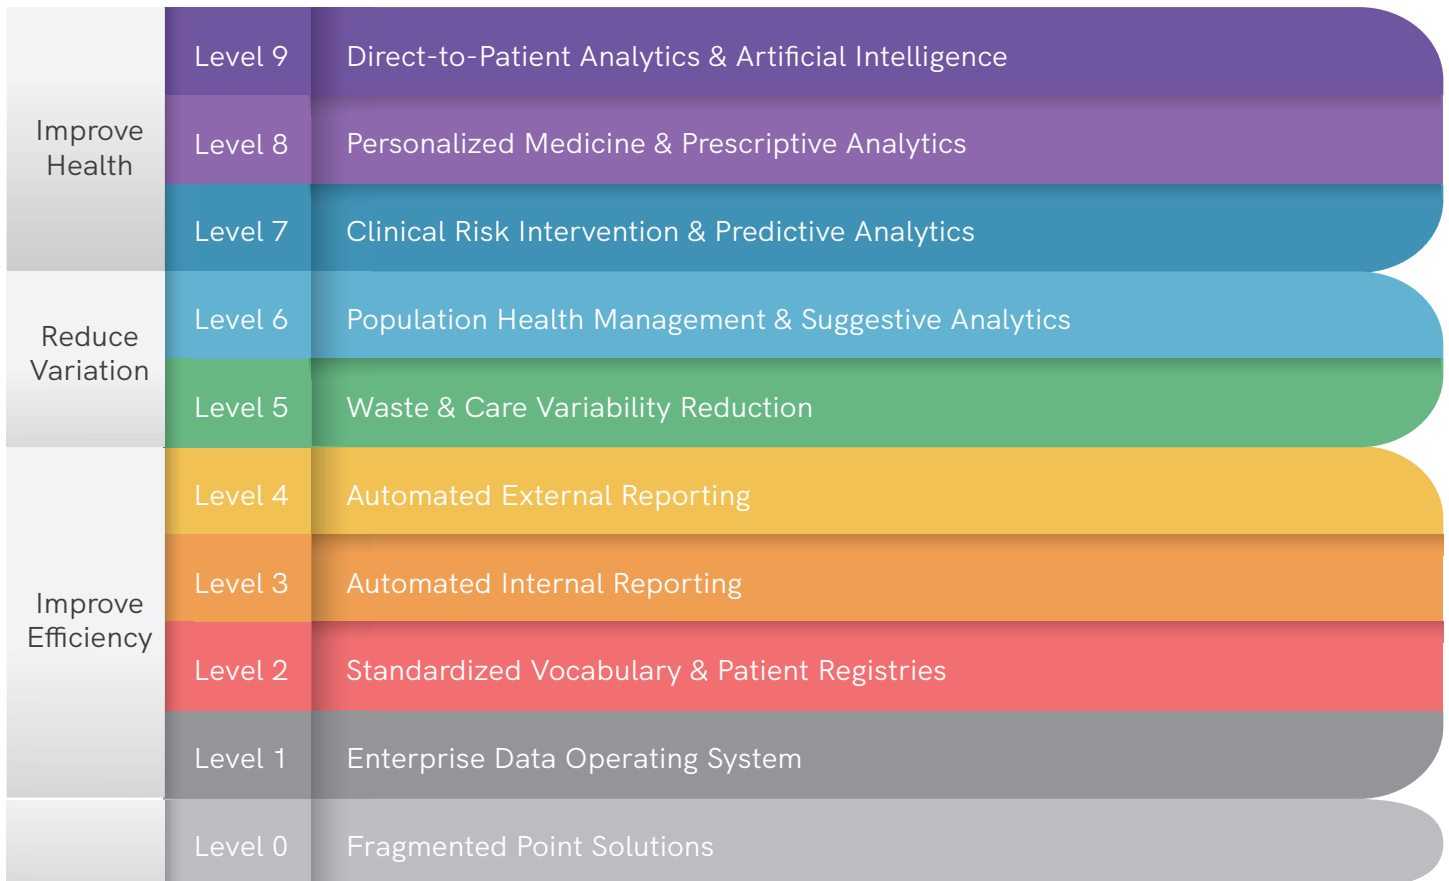 Improve
Health
Level 9
Direct-to-Patient Analytics & Artificial Intelligence
Level 8
Personalized Medicine & Prescriptive Analytics
Level 7
Clinical Risk Intervention & Predictive Analytics
Reduce
Variation
Level 6
Population Health Management & Suggestive Analytics
Level 5
Waste & Care Variability Reduction
Improve
Efficiency
Level 4
Automated External Reporting
Level 3
Automated Internal Reporting
Level 2
Standardized Vocabulary & Patient Registries
Level 1
Enterprise Data Operating System
Level 0
Fragmented Point Solutions